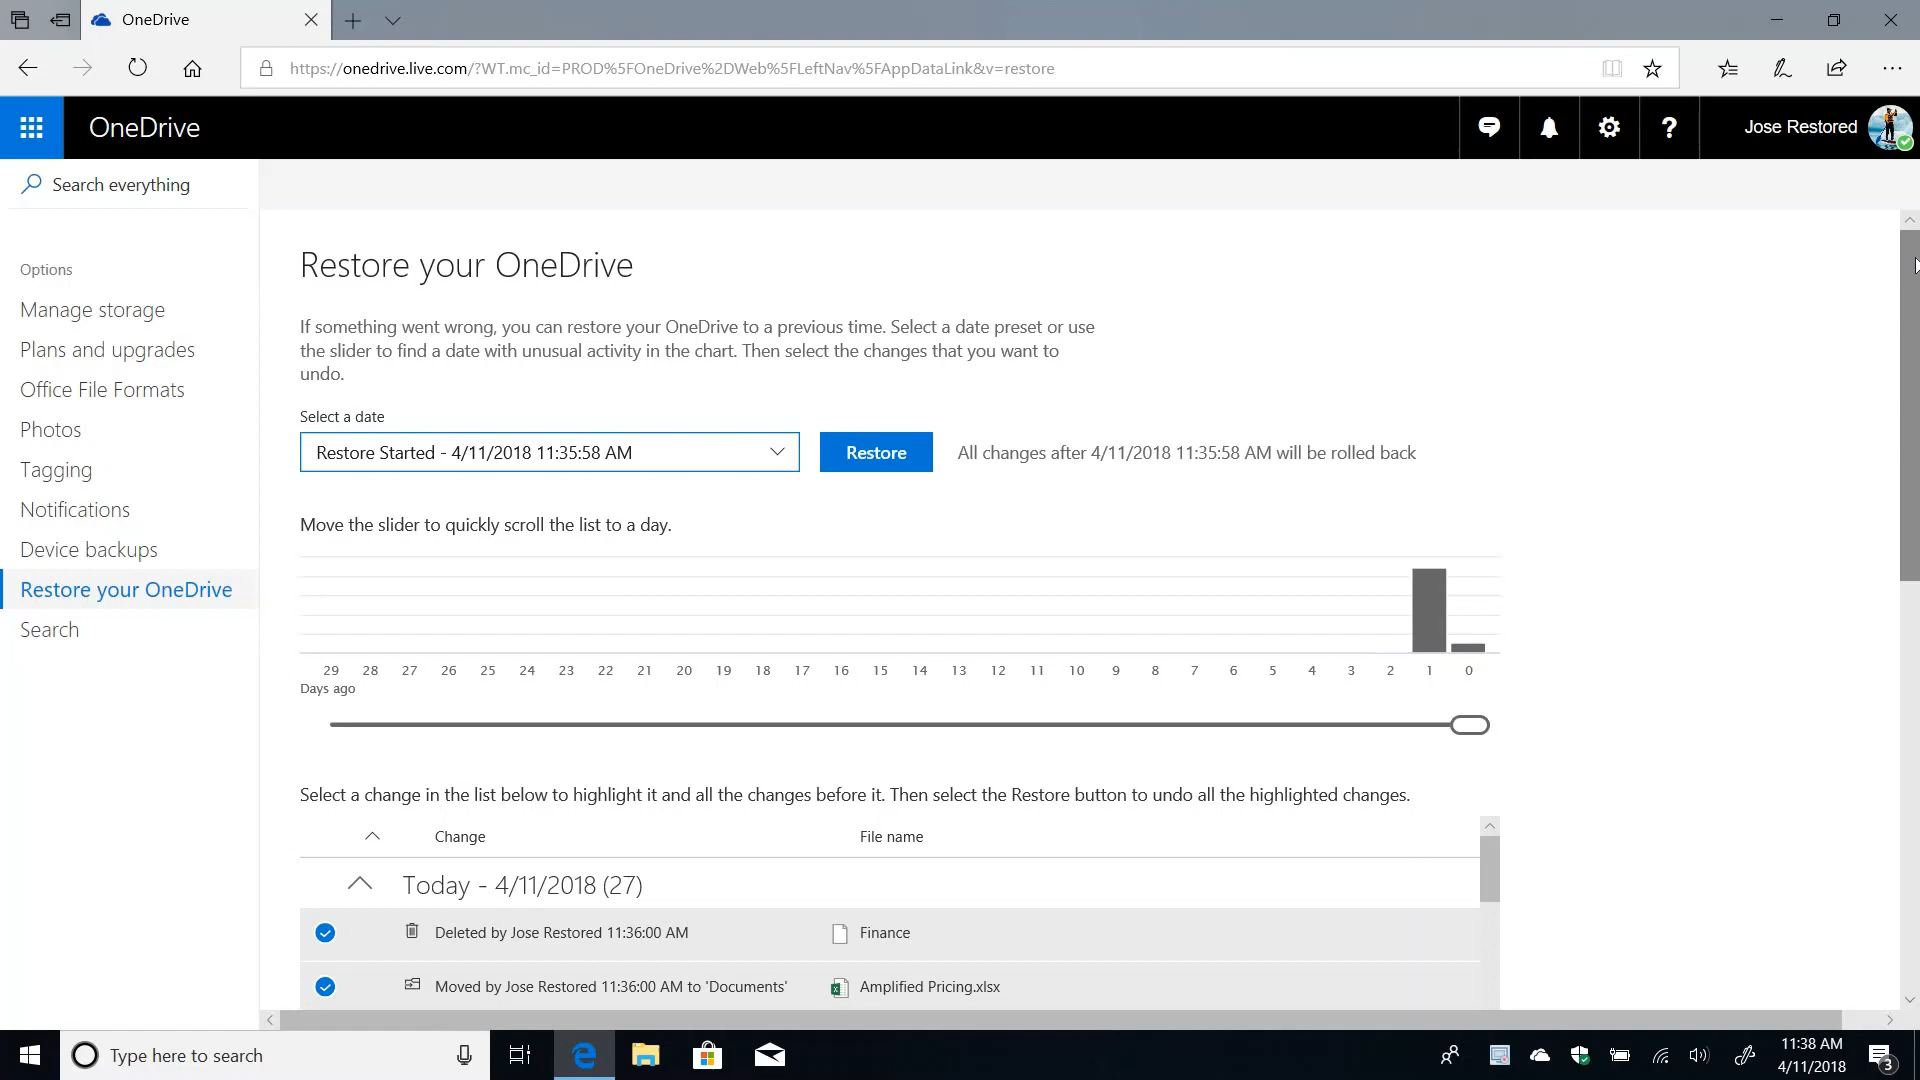 OneDrive
https://onedrive.live.com/?WT.mc_id=PROD%5FOneDrive%2DWeb%5FLeftNav%5FAppDataLink&v=restore
OneDrive
Jose Restored
Search everything
Options
Manage storage
Plans and upgrades
Office File Formats
Photos
Tagging
Notifications
Device backups
Restore your OneDrive
Search
Restore your OneDrive
If something went wrong, you can restore your OneDrive to a previous time. Select a date preset or use
the slider to find a date with unusual activity in the chart. Then select the changes that you want to
undo.
Select a date
Restore Started - 4/11/2018 11:35:58 AM
Restore
All changes after 4/11/2018 11:35:58 AM will be rolled back
Move the slider to quickly scroll the list to a day.
29 28 27 26 25 24 23 22 21 20 19 18 17 16 15 14 13 12 11 10 9 8 7 6 5 4 3 2 1 0
Days ago
Select a change in the list below to highlight it and all the changes before it. Then select the Restore button to undo all the highlighted changes.
Change File name
Today - 4/11/2018 (27)
Deleted by Jose Restored 11:36:00 AM Finance
Moved by Jose Restored 11:36:00 AM to 'Documents' Amplified Pricing.xlsx
Type here to search
11:38 AM
4/11/2018
3